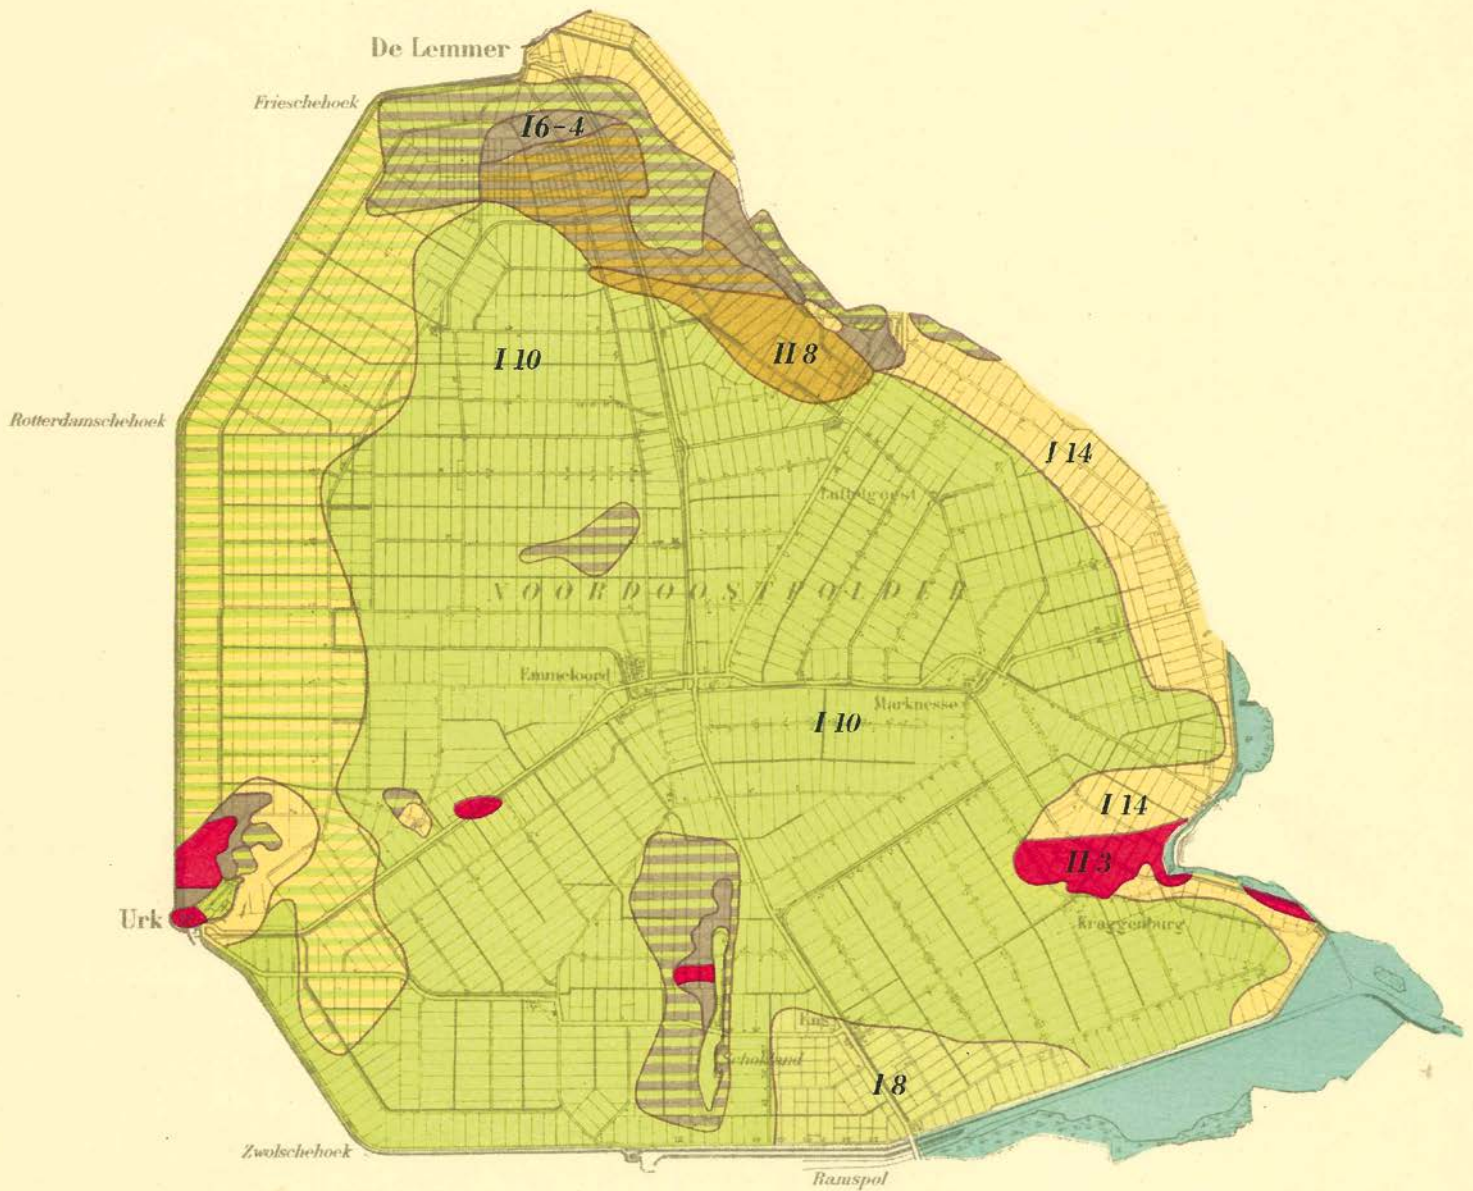 De Lemmer
Frieschehoek
I6-4
I 10
II 8
Rotterdamschehoek
I 14
Luttelgeest
NOORDOOSTPOLDER
Emmeloord
Marknesse
I 10
I 14
II 3
Urk
Kraggenburg
Ens
Schokland
I 8
Zwolschehoek
Ramspol